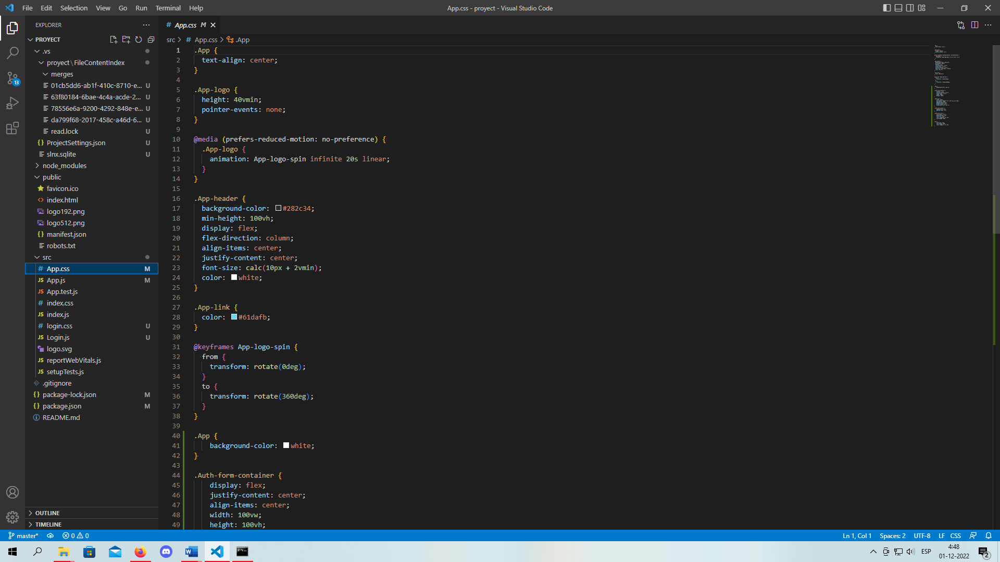 File Edit Selection View Go Run Terminal Help
App.css - proyect - Visual Studio Code
EXPLORER
PROYECT
.vs
proyect\FileContentIndex
merges
01cb5dd6-ab1f-410c-8710-e... U
63f80184-6bae-4c4a-acde-2... U
78556e6a-9200-4292-848e-e... U
da799f68-2017-458c-a46d-6... U
read.lock U
ProjectSettings.json U
slnx.sqlite U
node_modules
public
favicon.ico
index.html
logo192.png
logo512.png
manifest.json
robots.txt
src
App.css M
App.js M
App.test.js
index.css
index.js
login.css U
Login.js U
logo.svg
reportWebVitals.js
setupTests.js
.gitignore
package-lock.json M
package.json M
README.md
OUTLINE
TIMELINE
13
App.css M
src > App.css > .App
1 .App {
2 text-align: center;
3 }
4
5 .App-logo {
6 height: 40vmin;
7 pointer-events: none;
8 }
9
10 @media (prefers-reduced-motion: no-preference) {
11 .App-logo {
12 animation: App-logo-spin infinite 20s linear;
13 }
14 }
15
16 .App-header {
17 background-color: #282c34;
18 min-height: 100vh;
19 display: flex;
20 flex-direction: column;
21 align-items: center;
22 justify-content: center;
23 font-size: calc(10px + 2vmin);
24 color: white;
25 }
26
27 .App-link {
28 color: #61dafb;
29 }
30
31 @keyframes App-logo-spin {
32 from {
33 transform: rotate(0deg);
34 }
35 to {
36 transform: rotate(360deg);
37 }
38 }
39
40 .App {
41 background-color: white;
42 }
43
44 .Auth-form-container {
45 display: flex;
46 justify-content: center;
47 align-items: center;
48 width: 100vw;
49 height: 100vh;
master* 0 0
Ln 1, Col 1 Spaces: 2 UTF-8 LF CSS
ESP
4:48
01-12-2022
2